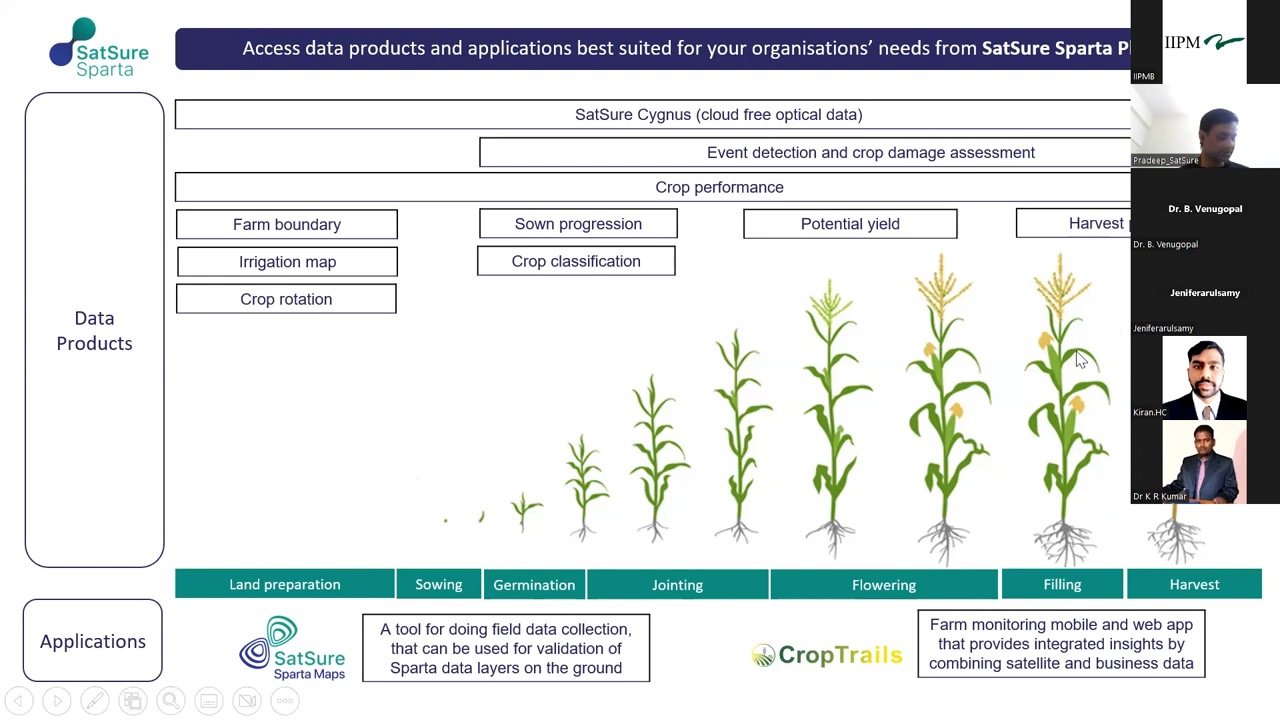 SatSure
Sparta
Access data products and applications best suited for your organisations' needs from SatSure Sparta
IIPM
IIPMB
SatSure Cygnus (cloud free optical data)
Event detection and crop damage assessment
Pradeep_SatSure
Crop performance
Farm boundary
Sown progression
Potential yield
Harvest
Dr. B. Venugopal
Dr. B. Venugopal
Irrigation map
Crop classification
Crop rotation
Jeniferarulsamy
Jeniferarulsamy
Data
Products
Kiran.HC
Dr K R Kumar
Land preparation
Sowing
Germination
Jointing
Flowering
Filling
Harvest
Applications
SatSure
Sparta Maps
A tool for doing field data collection,
that can be used for validation of
Sparta data layers on the ground
CropTrails
Farm monitoring mobile and web app
that provides integrated insights by
combining satellite and business data